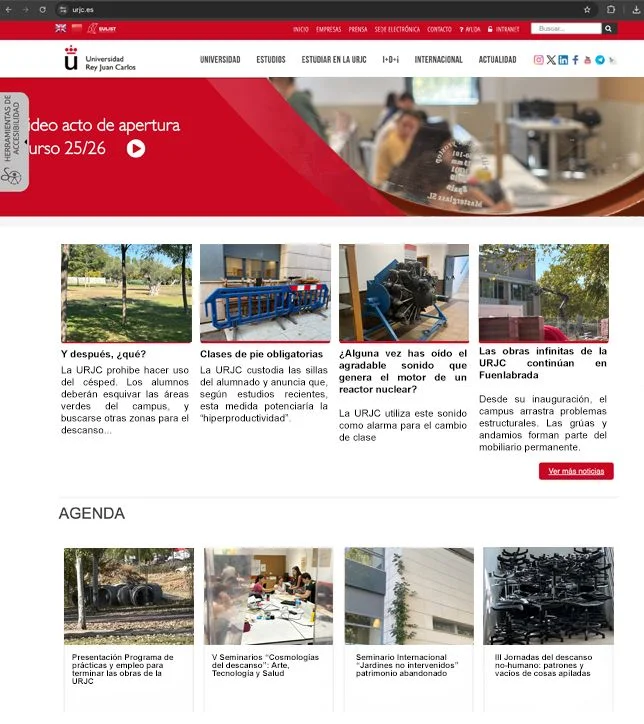 urjc.es
INICIO EMPRESAS PRENSA SEDE ELECTRÓNICA CONTACTO ? AYUDA INTRANET Buscar...
Universidad
Rey Juan Carlos
UNIVERSIDAD ESTUDIOS ESTUDIAR EN LA URJC I+D+i INTERNACIONAL ACTUALIDAD
HERRAMIENTAS DE
ACCESIBILIDAD
ideo acto de apertura
urso 25/26
Masterglass SL
Y después, ¿qué?
La URJC prohibe hacer uso
del césped. Los alumnos
deberán esquivar las áreas
verdes del campus, y
buscarse otras zonas para el
descanso...
Clases de pie obligatorias
La URJC custodia las sillas
del alumnado y anuncia que,
según estudios recientes,
esta medida potenciaría la
“hiperproductividad”.
¿Alguna vez has oído el
agradable sonido que
genera el motor de un
reactor nuclear?
La URJC utiliza este sonido
como alarma para el cambio
de clase
Las obras infinitas de la
URJC continúan en
Fuenlabrada
Desde su inauguración, el
campus arrastra problemas
estructurales. Las grúas y
andamios forman parte del
mobiliario permanente.
Ver más noticias
AGENDA
Presentación Programa de
prácticas y empleo para
terminar las obras de la
URJC
V Seminarios “Cosmologías
del descanso”: Arte,
Tecnología y Salud
Seminario Internacional
“Jardines no intervenidos”
patrimonio abandonado
III Jornadas del descanso
no-humano: patrones y
vacíos de cosas apiladas